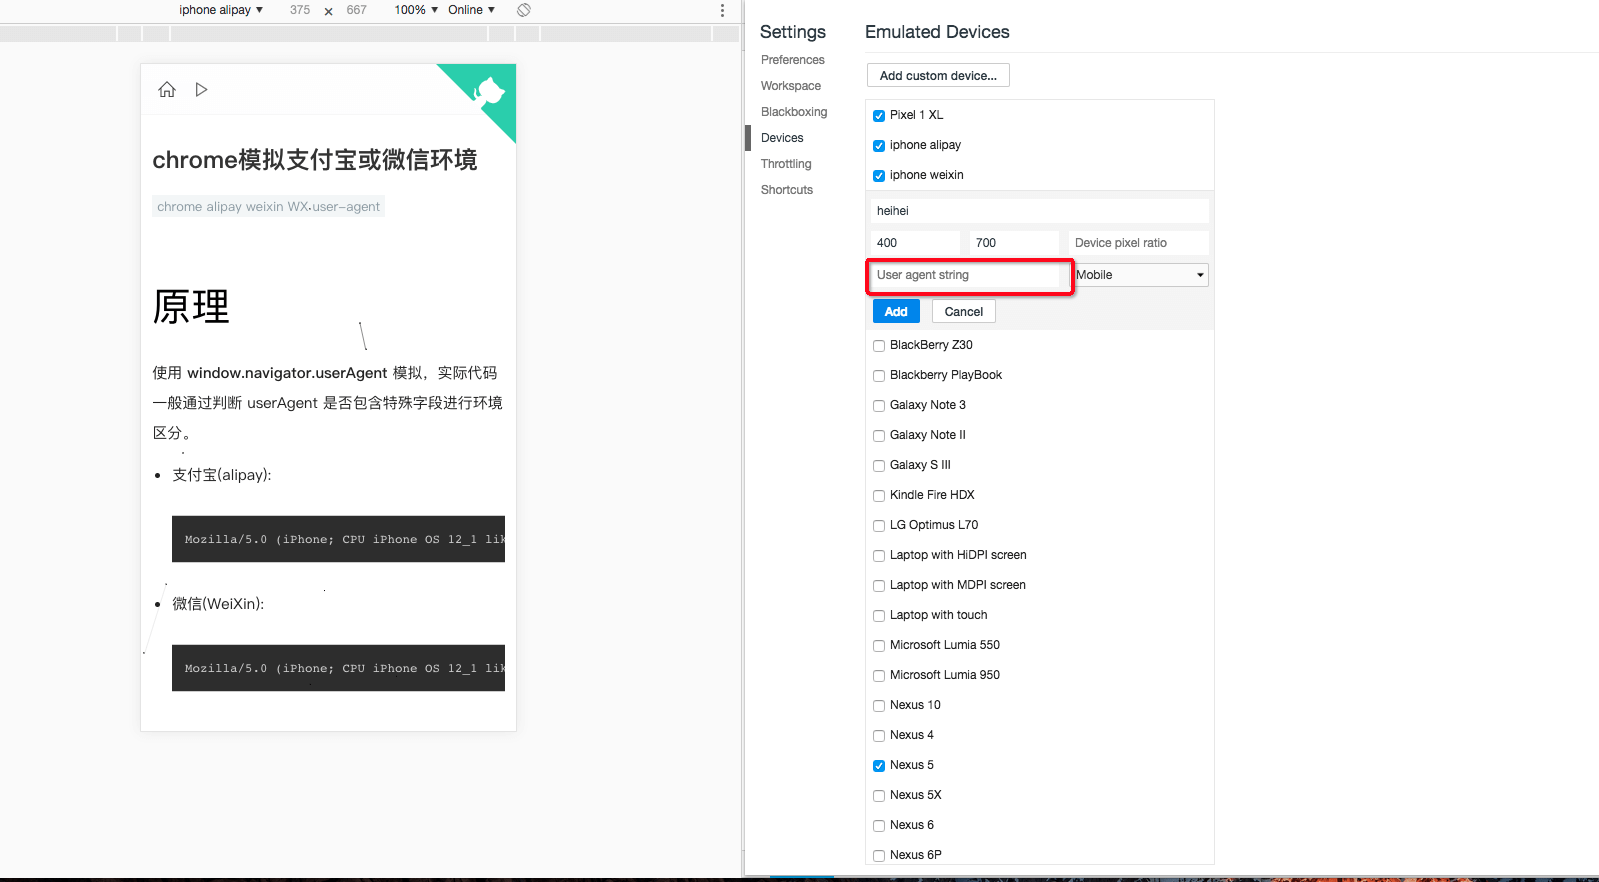 iphone alipay ▼ 375 × 667 100% ▼ Online ▼
chrome模拟支付宝或微信环境
chrome alipay weixin WX user-agent
原理
使用 window.navigator.userAgent 模拟，实际代码
一般通过判断 userAgent 是否包含特殊字段进行环境
区分。
• 支付宝(alipay):
Mozilla/5.0 (iPhone; CPU iPhone OS 12_1 lik
• 微信(WeiXin):
Mozilla/5.0 (iPhone; CPU iPhone OS 12_1 lik
Settings
Preferences
Workspace
Blackboxing
Devices
Throttling
Shortcuts
Emulated Devices
Add custom device...
Pixel 1 XL
iphone alipay
iphone weixin
heihei
400 700 Device pixel ratio
User agent string Mobile
Add Cancel
BlackBerry Z30
Blackberry PlayBook
Galaxy Note 3
Galaxy Note II
Galaxy S III
Kindle Fire HDX
LG Optimus L70
Laptop with HiDPI screen
Laptop with MDPI screen
Laptop with touch
Microsoft Lumia 550
Microsoft Lumia 950
Nexus 10
Nexus 4
Nexus 5
Nexus 5X
Nexus 6
Nexus 6P